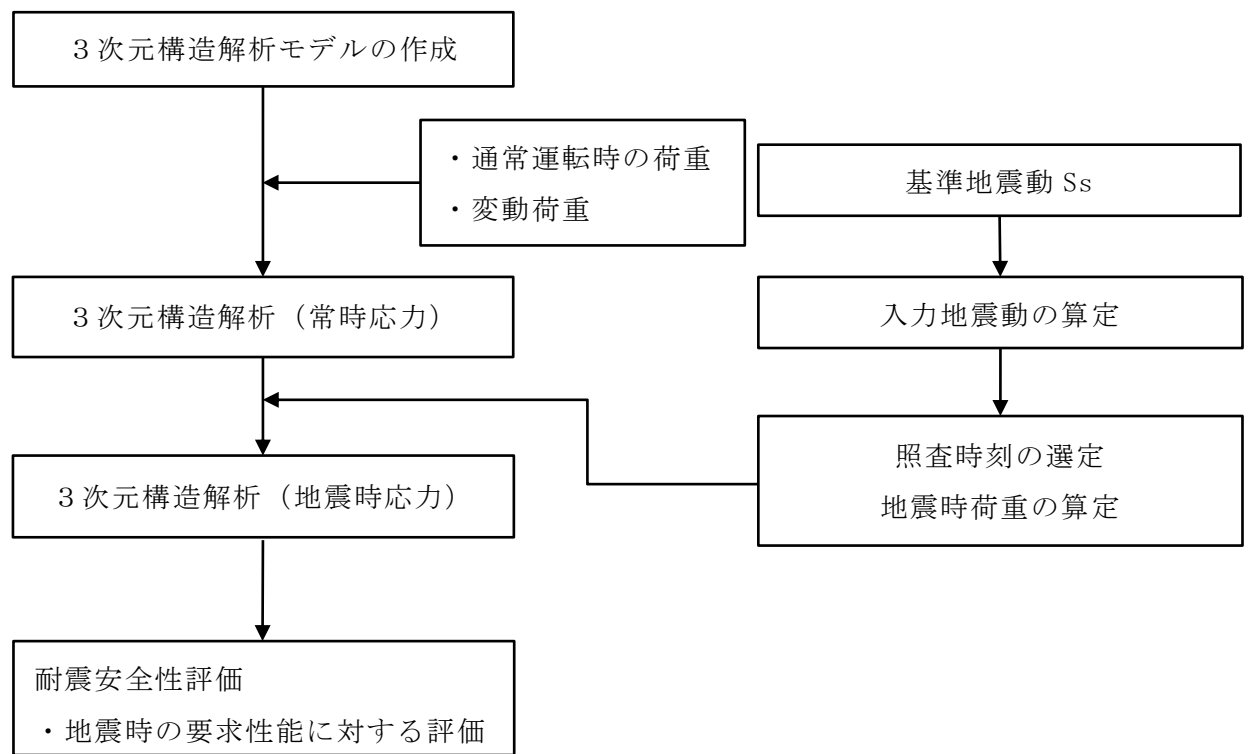 ３次元構造解析モデルの作成
・通常運転時の荷重
・変動荷重
基準地震動 Ss
３次元構造解析（常時応力）
入力地震動の算定
照査時刻の選定
地震時荷重の算定
３次元構造解析（地震時応力）
耐震安全性評価
・地震時の要求性能に対する評価